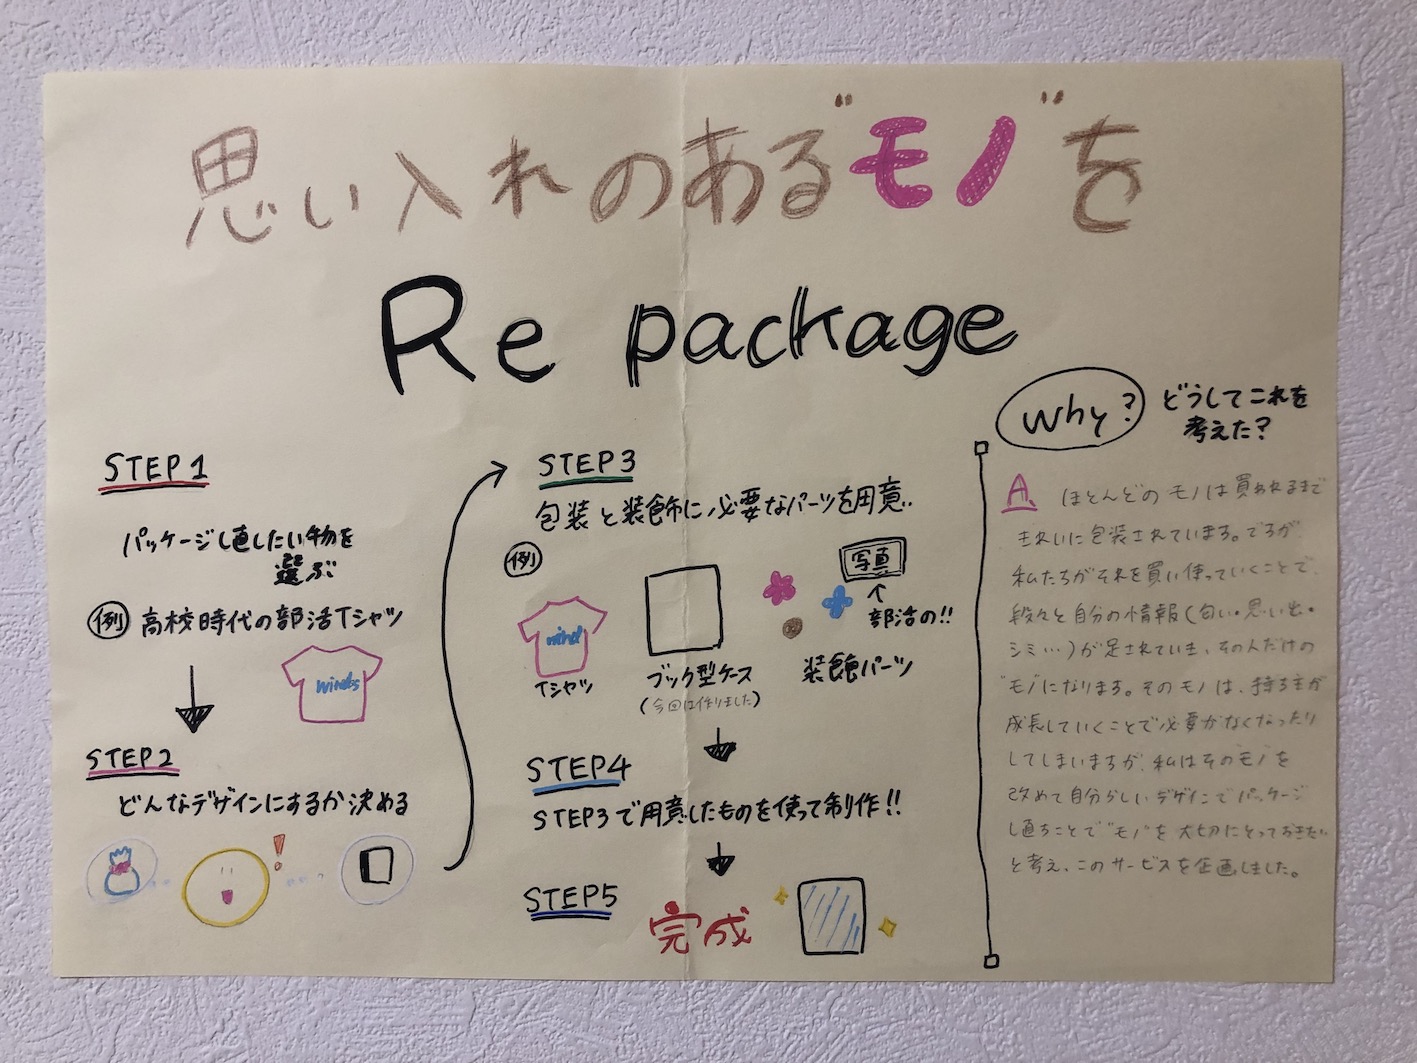 思い入れのある"モノ"を
Re package
STEP1
パッケージし直したい物を
選ぶ
例 高校時代の部活Tシャツ
winds
STEP2
どんなデザインにするか決める
!
STEP3
包装と装飾に必要なパーツを用意..
例
wind
Tシャツ
ブック型ケース
(今回は作りました)
写真
部活の!!
装飾パーツ
STEP4
STEP3で用意したものを使って制作!!
STEP5
完成
Why?
どうしてこれを
考えた?
A. ほとんどのモノは買われるまで
きれいに包装されています。ですが
私たちがそれを買い使っていくことで、
段々と自分の情報(匂い・思い出・
シミ…)が足されていき、その人だけの
"モノ"になります。そのモノは、持ち主が
成長していくことで必要がなくなったり
してしまいますが、私はそのモノを
改めて自分らしいデザインでパッケージ
し直すことで"モノ"を大切にとっておきたい
と考え、このサービスを企画しました。